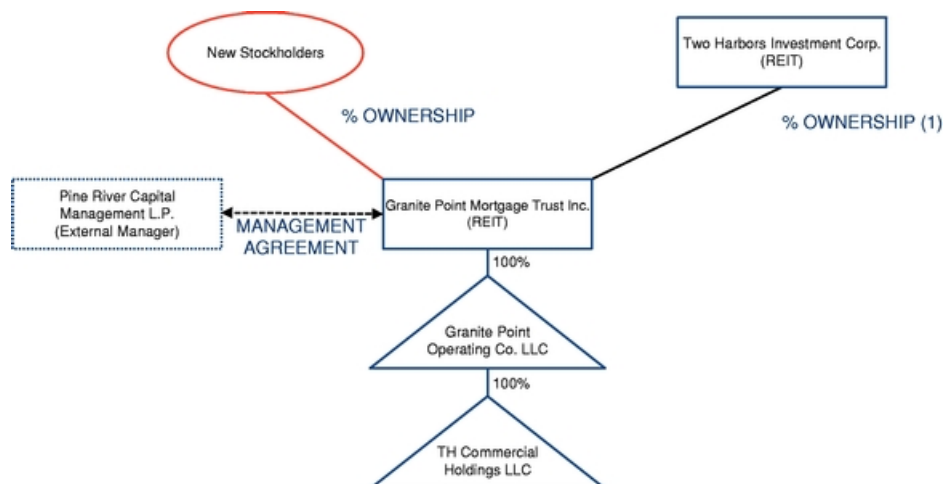 New Stockholders
Two Harbors Investment Corp.
(REIT)
% OWNERSHIP
% OWNERSHIP (1)
Pine River Capital
Management L.P.
(External Manager)
MANAGEMENT
AGREEMENT
Granite Point Mortgage Trust Inc.
(REIT)
100%
Granite Point
Operating Co. LLC
100%
TH Commercial
Holdings LLC